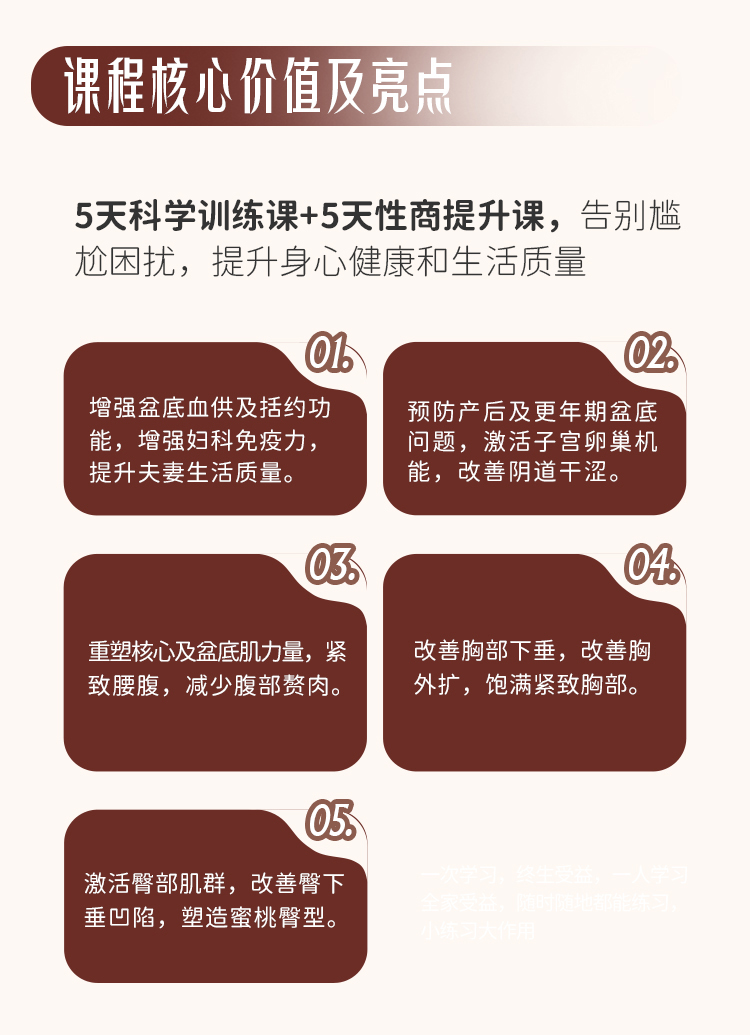 课程核心价值及亮点
5天科学训练课+5天性商提升课，告别尴
尬困扰，提升身心健康和生活质量
01.
增强盆底血供及括约功
能，增强妇科免疫力，
提升夫妻生活质量。
02.
预防产后及更年期盆底
问题，激活子宫卵巢机
能，改善阴道干涩。
03.
重塑核心及盆底肌力量，紧
致腰腹，减少腹部赘肉。
04.
改善胸部下垂，改善胸
外扩，饱满紧致胸部。
05.
激活臀部肌群，改善臀下
垂凹陷，塑造蜜桃臀型。
一次学习，终生受益，一人学习
全家受益，随时随地都能练习，
小练习大作用